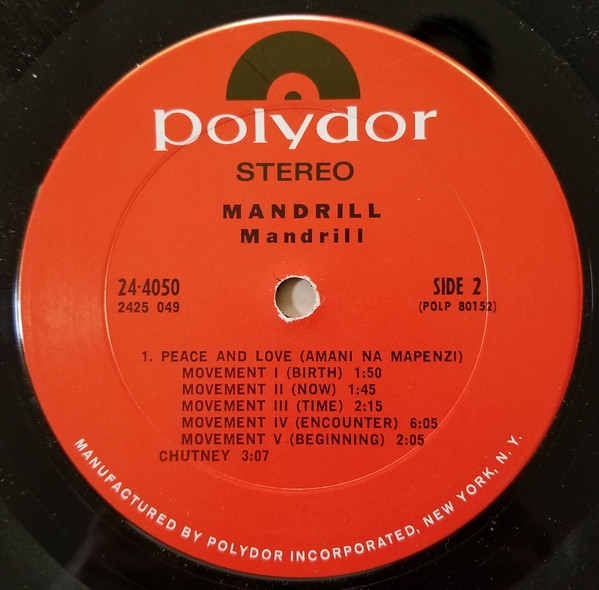 polydor
STEREO
MANDRILL
Mandrill
24-4050
2425 049
SIDE 2
(POLP 80152)
1. PEACE AND LOVE (AMANI NA MAPENZI)
MOVEMENT I (BIRTH) 1:50
MOVEMENT II (NOW) 1:45
MOVEMENT III (TIME) 2:15
MOVEMENT IV (ENCOUNTER) 6:05
MOVEMENT V (BEGINNING) 2:05
CHUTNEY 3:07
MANUFACTURED BY POLYDOR INCORPORATED, NEW YORK, N. Y.